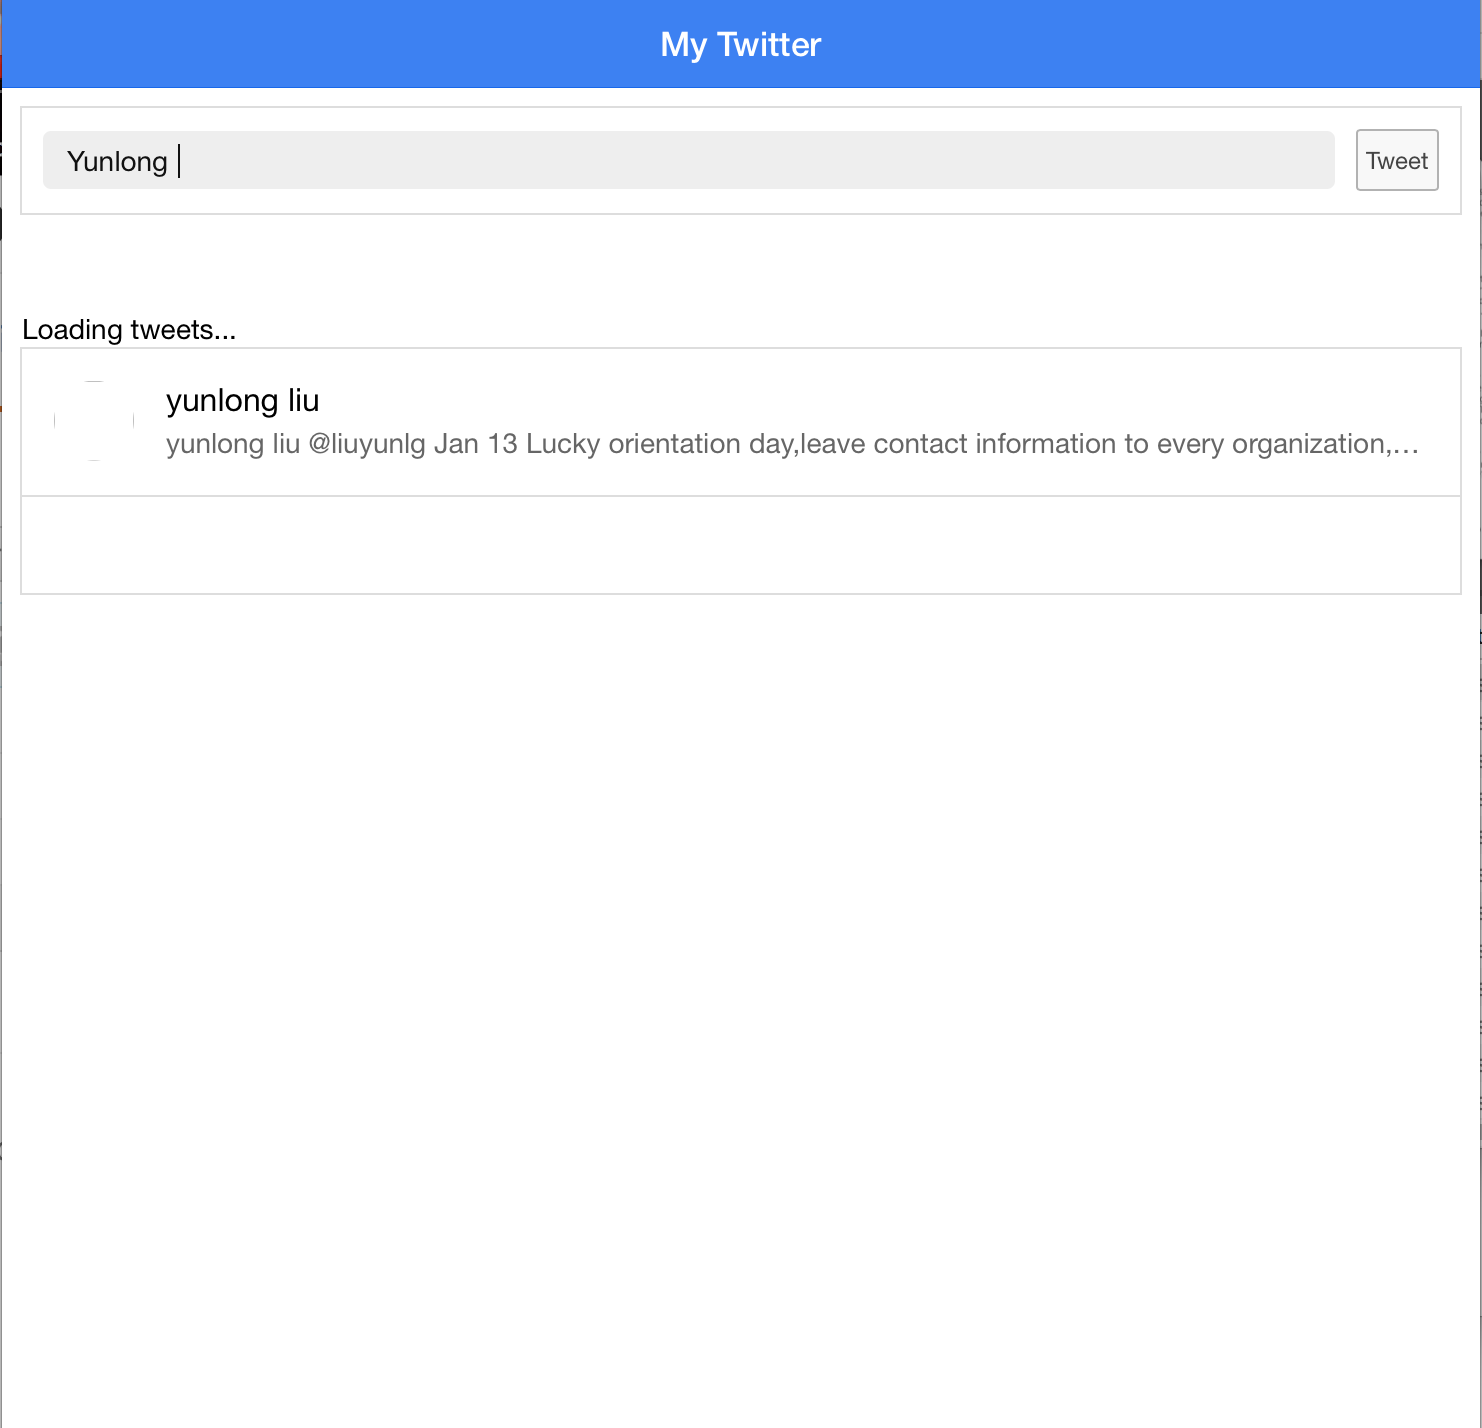 My Twitter
Yunlong
Tweet
Loading tweets...
yunlong liu
yunlong liu @liuyunlg Jan 13 Lucky orientation day,leave contact information to every organization,…